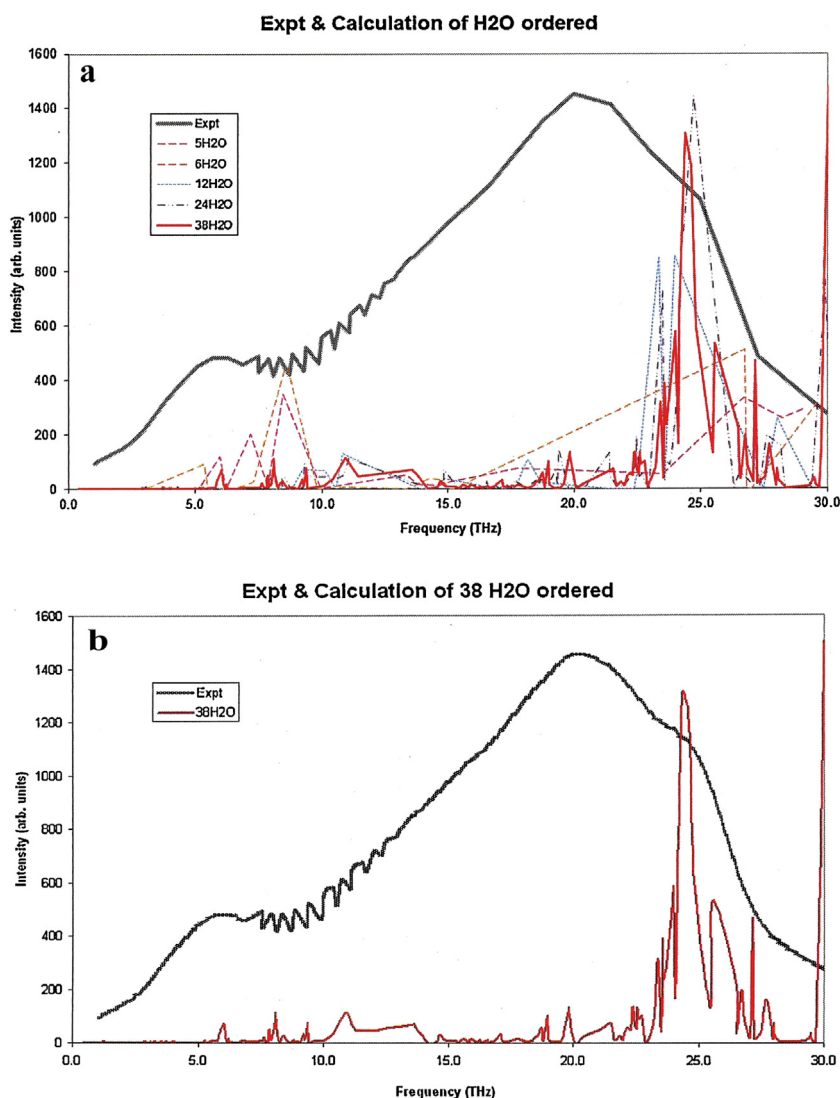 Expt & Calculation of H2O ordered
a
1600
1400
1200
1000
800
600
400
200
0
Intensity (arb. units)
Expt
5H2O
6H2O
12H2O
24H2O
38H2O
0.0 5.0 10.0 15.0 20.0 25.0 30.0
Frequency (THz)
Expt & Calculation of 38 H2O ordered
b
1600
1400
1200
1000
800
600
400
200
0
Intensity (arb. units)
Expt
38H2O
0.0 5.0 10.0 15.0 20.0 25.0 30.0
Frequency (THz)